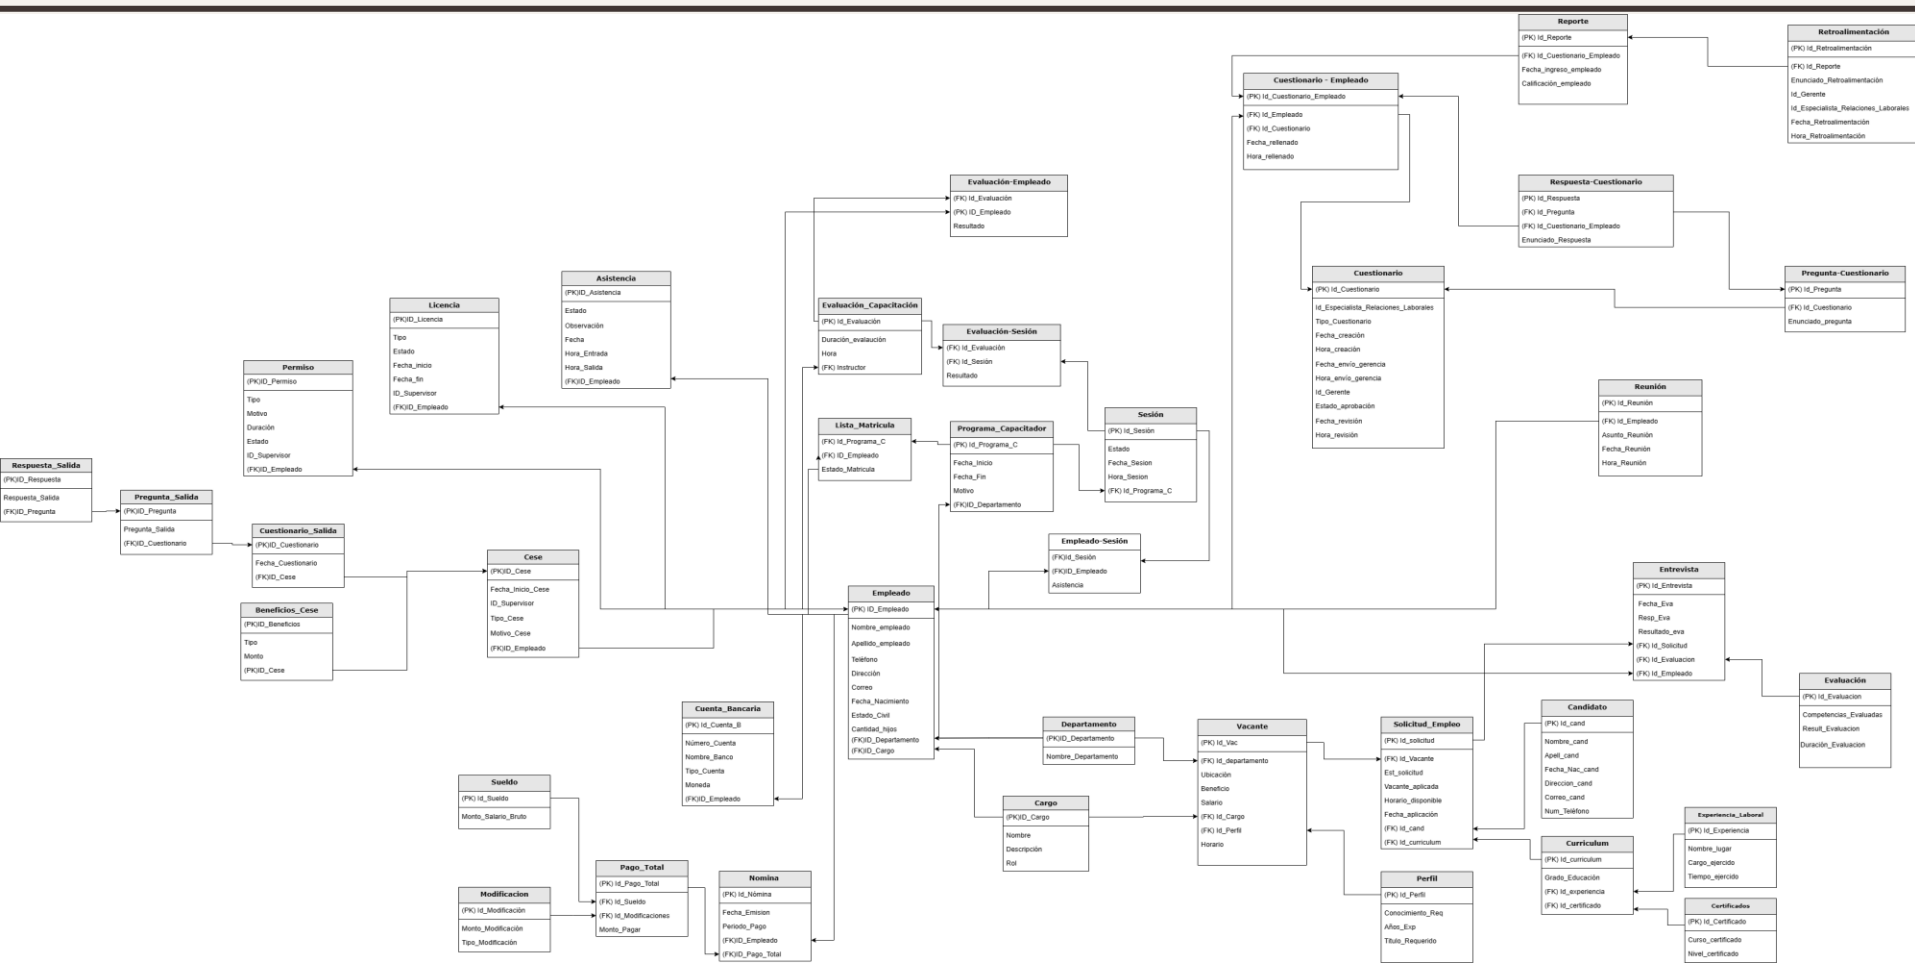 Reporte
(PK) Id_Reporte
(FK) Id_Cuestionario_Empleado
Fecha_ingreso_empleado
Calificación_empleado
Retroalimentación
(PK) Id_Retroalimentación
(FK) Id_Reporte
Enunciado_Retroalimentación
Id_Gerente
Id_Especialista_Relaciones_Laborales
Fecha_Retroalimentación
Hora_Retroalimentación
Cuestionario - Empleado
(PK) Id_Cuestionario_Empleado
(FK) Id_Empleado
(FK) Id_Cuestionario
Fecha_rellenado
Hora_rellenado
Evaluación-Empleado
(FK) Id_Evaluación
(PK) ID_Empleado
Resultado
Respuesta-Cuestionario
(PK) Id_Respuesta
(FK) Id_Pregunta
(FK) Id_Cuestionario_Empleado
Enunciado_Respuesta
Cuestionario
(PK) Id_Cuestionario
Id_Especialista_Relaciones_Laborales
Tipo_Cuestionario
Fecha_creación
Hora_creación
Fecha_envío_gerencia
Hora_envío_gerencia
Id_Gerente
Estado_aprobación
Fecha_revisión
Hora_revisión
Pregunta-Cuestionario
(PK) Id_Pregunta
(FK) Id_Cuestionario
Enunciado_pregunta
Asistencia
(PK)ID_Asistencia
Estado
Observación
Fecha
Hora_Entrada
Hora_Salida
(FK)ID_Empleado
Licencia
(PK)ID_Licencia
Tipo
Estado
Fecha_inicio
Fecha_fin
ID_Supervisor
(FK)ID_Empleado
Evaluación_Capacitación
(PK) Id_Evaluación
Duración_evalaución
Hora
(FK) Instructor
Evaluación-Sesión
(FK) Id_Evaluación
(FK) Id_Sesión
Resultado
Permiso
(PK)ID_Permiso
Tipo
Motivo
Duración
Estado
ID_Supervisor
(FK)ID_Empleado
Reunión
(PK) Id_Reunión
(FK) Id_Empleado
Asunto_Reunión
Fecha_Reunión
Hora_Reunión
Lista_Matricula
(FK) Id_Programa_C
(FK) ID_Empleado
Estado_Matricula
Programa_Capacitador
(PK) Id_Programa_C
Fecha_Inicio
Fecha_Fin
Motivo
(FK)ID_Departamento
Sesión
(PK) Id_Sesión
Estado
Fecha_Sesion
Hora_Sesion
(FK) Id_Programa_C
Respuesta_Salida
(PK)ID_Respuesta
Respuesta_Salida
(FK)ID_Pregunta
Pregunta_Salida
(PK)ID_Pregunta
Pregunta_Salida
(FK)ID_Cuestionario
Cuestionario_Salida
(PK)ID_Cuestionario
Fecha_Cuestionario
(FK)ID_Cese
Cese
(PK)ID_Cese
Fecha_Inicio_Cese
ID_Supervisor
Tipo_Cese
Motivo_Cese
(FK)ID_Empleado
Empleado-Sesión
(FK)Id_Sesión
(FK)ID_Empleado
Asistencia
Beneficios_Cese
(PK)ID_Beneficios
Tipo
Monto
(PK)ID_Cese
Empleado
(PK) ID_Empleado
Nombre_empleado
Apellido_empleado
Teléfono
Dirección
Correo
Fecha_Nacimiento
Estado_Civil
Cantidad_hijos
(FK)ID_Departamento
(FK)ID_Cargo
Entrevista
(PK) Id_Entrevista
Fecha_Eva
Resp_Eva
Resultado_eva
(FK) Id_Solicitud
(FK) Id_Evaluacion
(FK) Id_Empleado
Evaluación
(PK) Id_Evaluacion
Competencias_Evaluadas
Result_Evaluacion
Duración_Evaluacion
Cuenta_Bancaria
(PK) Id_Cuenta_B
Número_Cuenta
Nombre_Banco
Tipo_Cuenta
Moneda
(FK)ID_Empleado
Departamento
(PK)ID_Departamento
Nombre_Departamento
Vacante
(PK) Id_Vac
(FK) Id_departamento
Ubicación
Beneficio
Salario
(FK) Id_Cargo
(FK) Id_Perfil
Horario
Solicitud_Empleo
(PK) Id_solicitud
(FK) Id_Vacante
Est_solicitud
Vacante_aplicada
Horario_disponible
Fecha_aplicación
(FK) Id_cand
(FK) Id_curriculum
Candidato
(PK) Id_cand
Nombre_cand
Apell_cand
Fecha_Nac_cand
Direccion_cand
Correo_cand
Num_Teléfono
Sueldo
(PK) Id_Sueldo
Monto_Salario_Bruto
Cargo
(PK)ID_Cargo
Nombre
Descripción
Rol
Experiencia_Laboral
(PK) Id_Experiencia
Nombre_lugar
Cargo_ejercido
Tiempo_ejercido
Curriculum
(PK) Id_curriculum
Grado_Educación
(FK) Id_experiencia
(FK) Id_certificado
Pago_Total
(PK) Id_Pago_Total
(FK) Id_Sueldo
(FK) Id_Modificaciones
Monto_Pagar
Nomina
(PK) Id_Nómina
Fecha_Emision
Periodo_Pago
(FK)ID_Empleado
(FK)ID_Pago_Total
Perfil
(PK) Id_Perfil
Conocimiento_Req
Años_Exp
Titulo_Requerido
Modificacion
(PK) Id_Modificación
Monto_Modificación
Tipo_Modificación
Certificados
(PK) Id_Certificado
Curso_certificado
Nivel_certificado